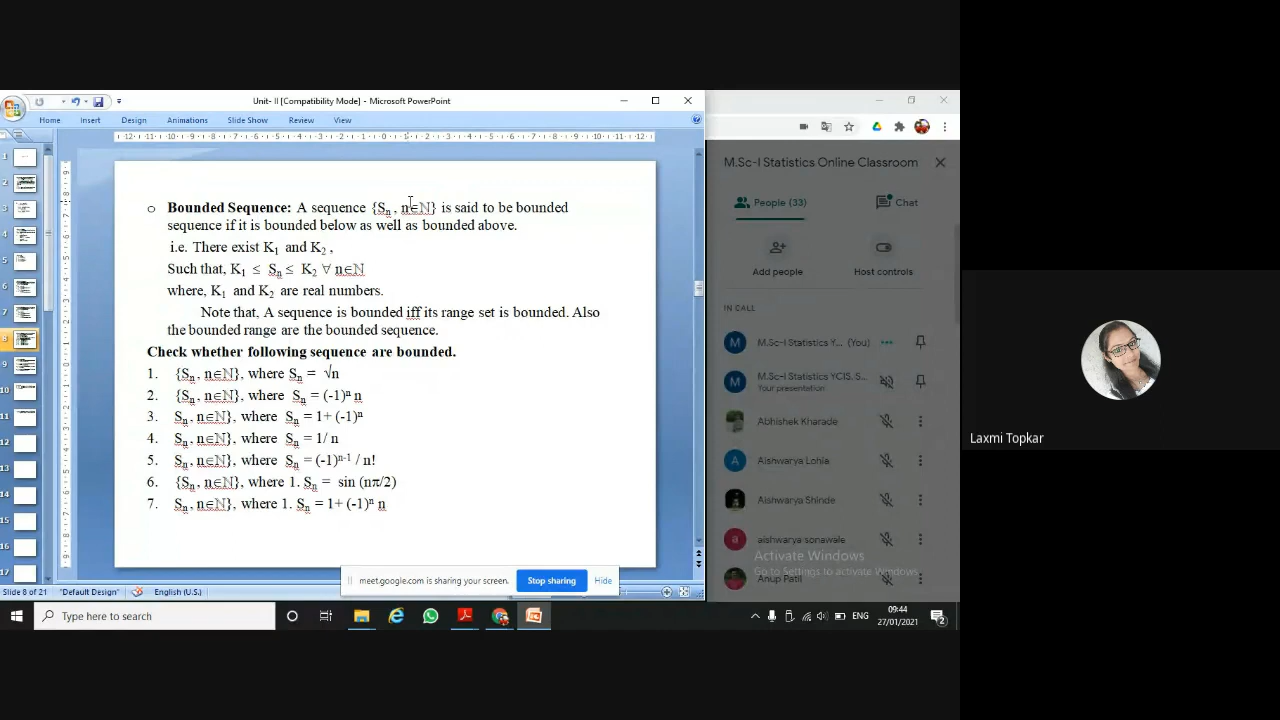 Unit- II [Compatibility Mode] - Microsoft PowerPoint
Home Insert Design Animations Slide Show Review View
Bounded Sequence: A sequence {Sn , n∈ℕ} is said to be bounded
sequence if it is bounded below as well as bounded above.
i.e. There exist K1 and K2 ,
Such that, K1 ≤ Sn ≤ K2 ∀ n∈ℕ
where, K1 and K2 are real numbers.
Note that, A sequence is bounded iff its range set is bounded. Also
the bounded range are the bounded sequence.
Check whether following sequence are bounded.
1. {Sn , n∈ℕ}, where Sn = √n
2. {Sn , n∈ℕ}, where Sn = (-1)ⁿ n
3. Sn , n∈ℕ}, where Sn = 1+ (-1)ⁿ
4. Sn , n∈ℕ}, where Sn = 1/ n
5. Sn , n∈ℕ}, where Sn = (-1)ⁿ⁻¹ / n!
6. {Sn , n∈ℕ}, where 1. Sn = sin (nπ/2)
7. Sn , n∈ℕ}, where 1. Sn = 1+ (-1)ⁿ n
meet.google.com is sharing your screen. Stop sharing Hide
Slide 8 of 21 "Default Design" English (U.S.)
Type here to search
ENG
09:44
27/01/2021
2
M.Sc-I Statistics Online Classroom
People (33) Chat
Add people Host controls
IN CALL
M.Sc-I Statistics Y... (You)
M.Sc-I Statistics YCIS, S...
Your presentation
Abhishek Kharade
Aishwarya Lohia
Aishwarya Shinde
aishwarya sonawale
Anup Patil
Activate Windows
Go to Settings to activate Windows.
Laxmi Topkar